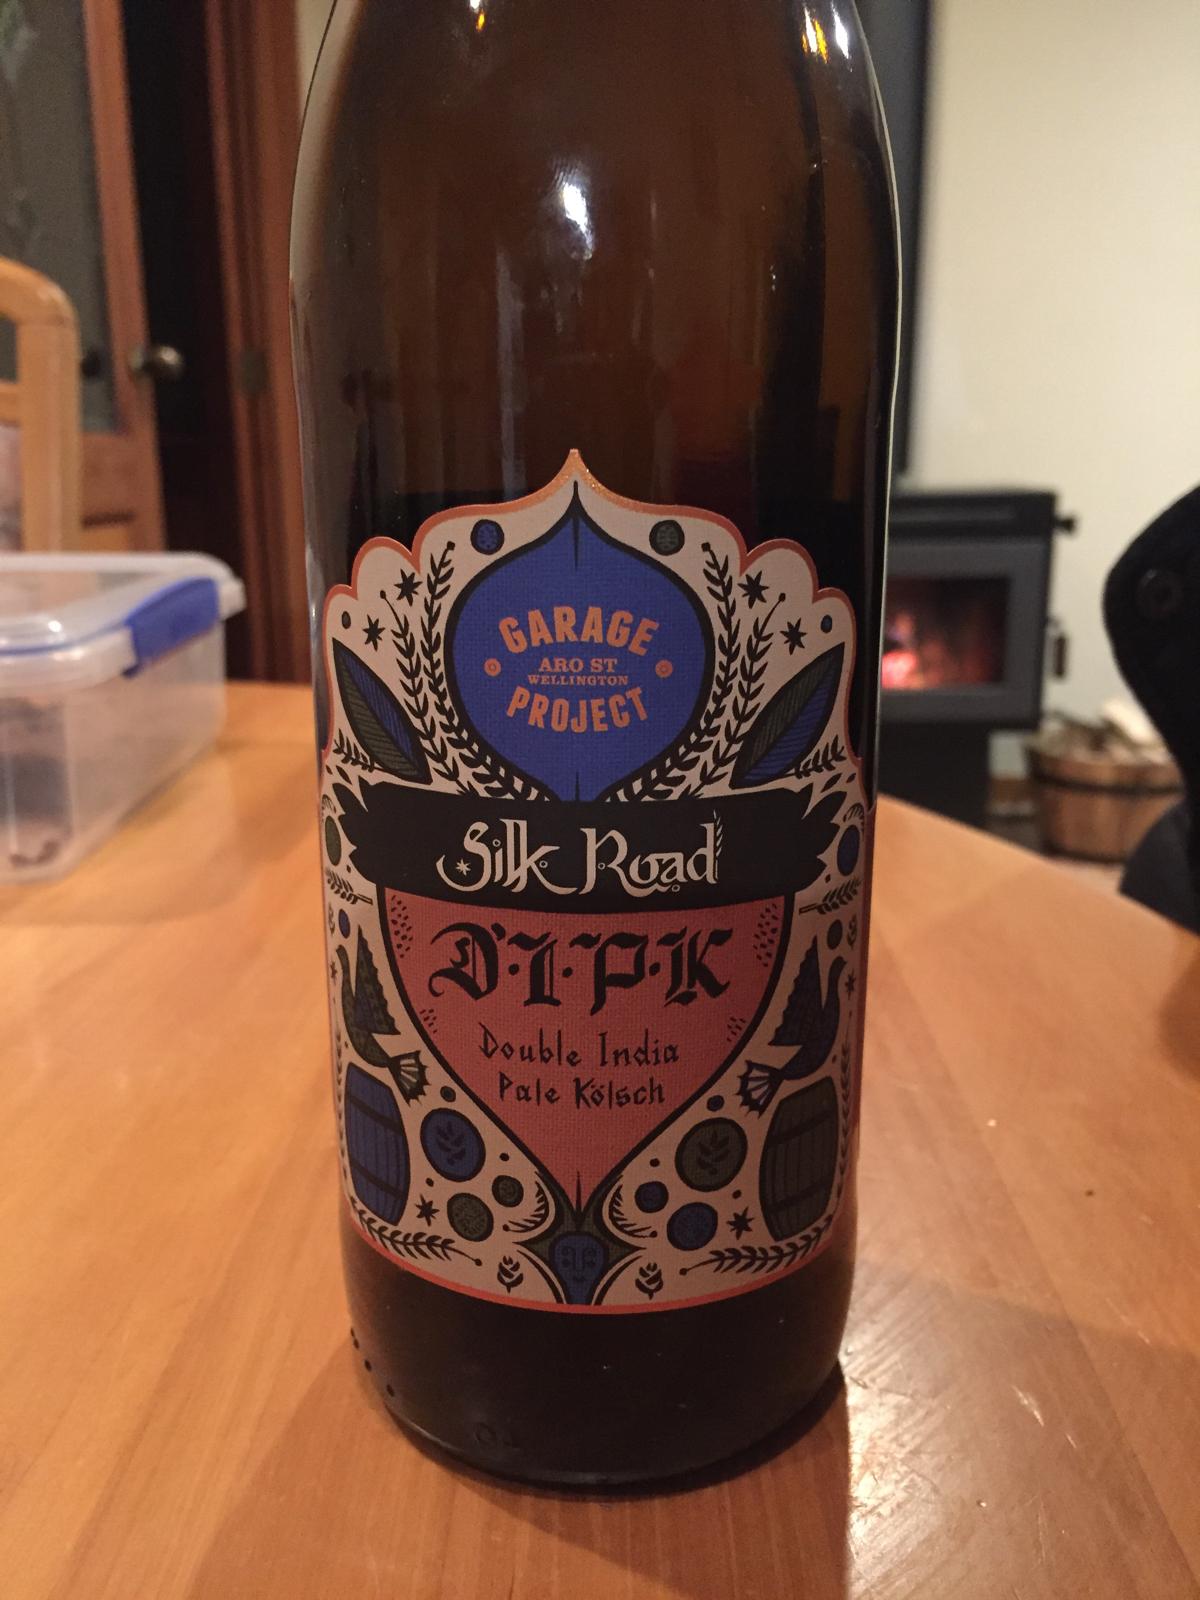 GARAGE
ARO ST
WELLINGTON
PROJECT
Silk Road
D·I·P·K
Double India
Pale Kölsch